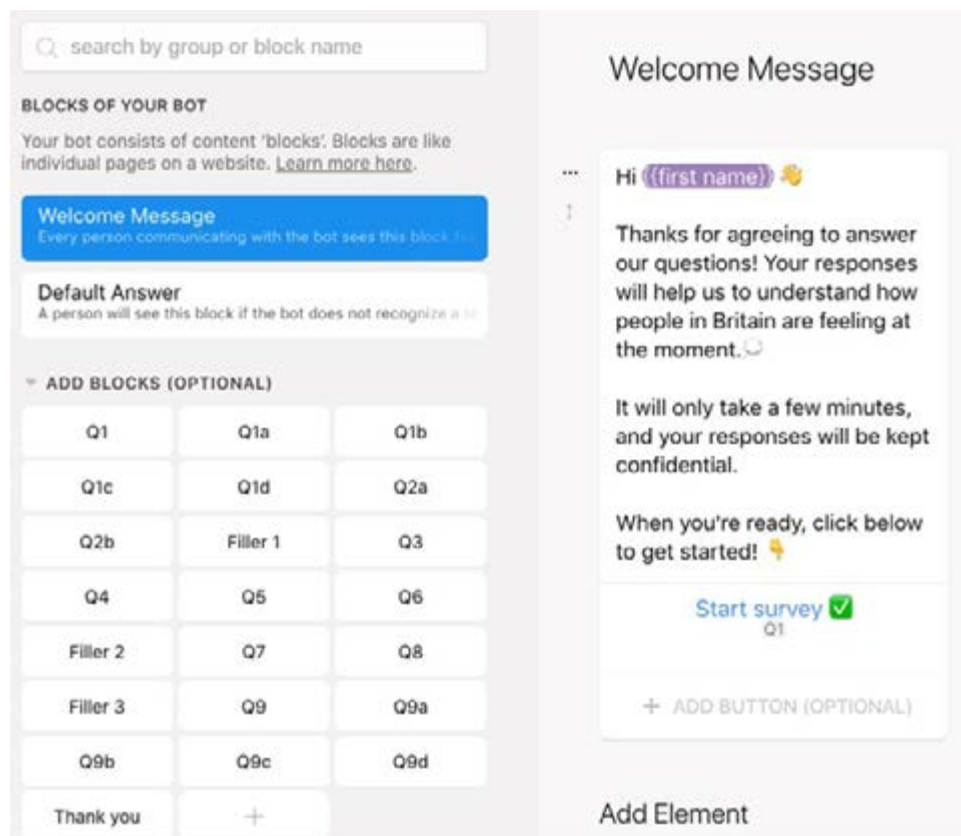 search by group or block name
BLOCKS OF YOUR BOT
Your bot consists of content 'blocks'. Blocks are like
individual pages on a website. Learn more here.
Welcome Message
Every person communicating with the bot sees this block
Default Answer
A person will see this block if the bot does not recognize a
ADD BLOCKS (OPTIONAL)
Q1 Q1a Q1b
Q1c Q1d Q2a
Q2b Filler 1 Q3
Q4 Q5 Q6
Filler 2 Q7 Q8
Filler 3 Q9 Q9a
Q9b Q9c Q9d
Thank you +
Welcome Message
Hi {{first name}} 👋
Thanks for agreeing to answer
our questions! Your responses
will help us to understand how
people in Britain are feeling at
the moment.
It will only take a few minutes,
and your responses will be kept
confidential.
When you're ready, click below
to get started! 👇
Start survey ✅
Q1
+ ADD BUTTON (OPTIONAL)
Add Element